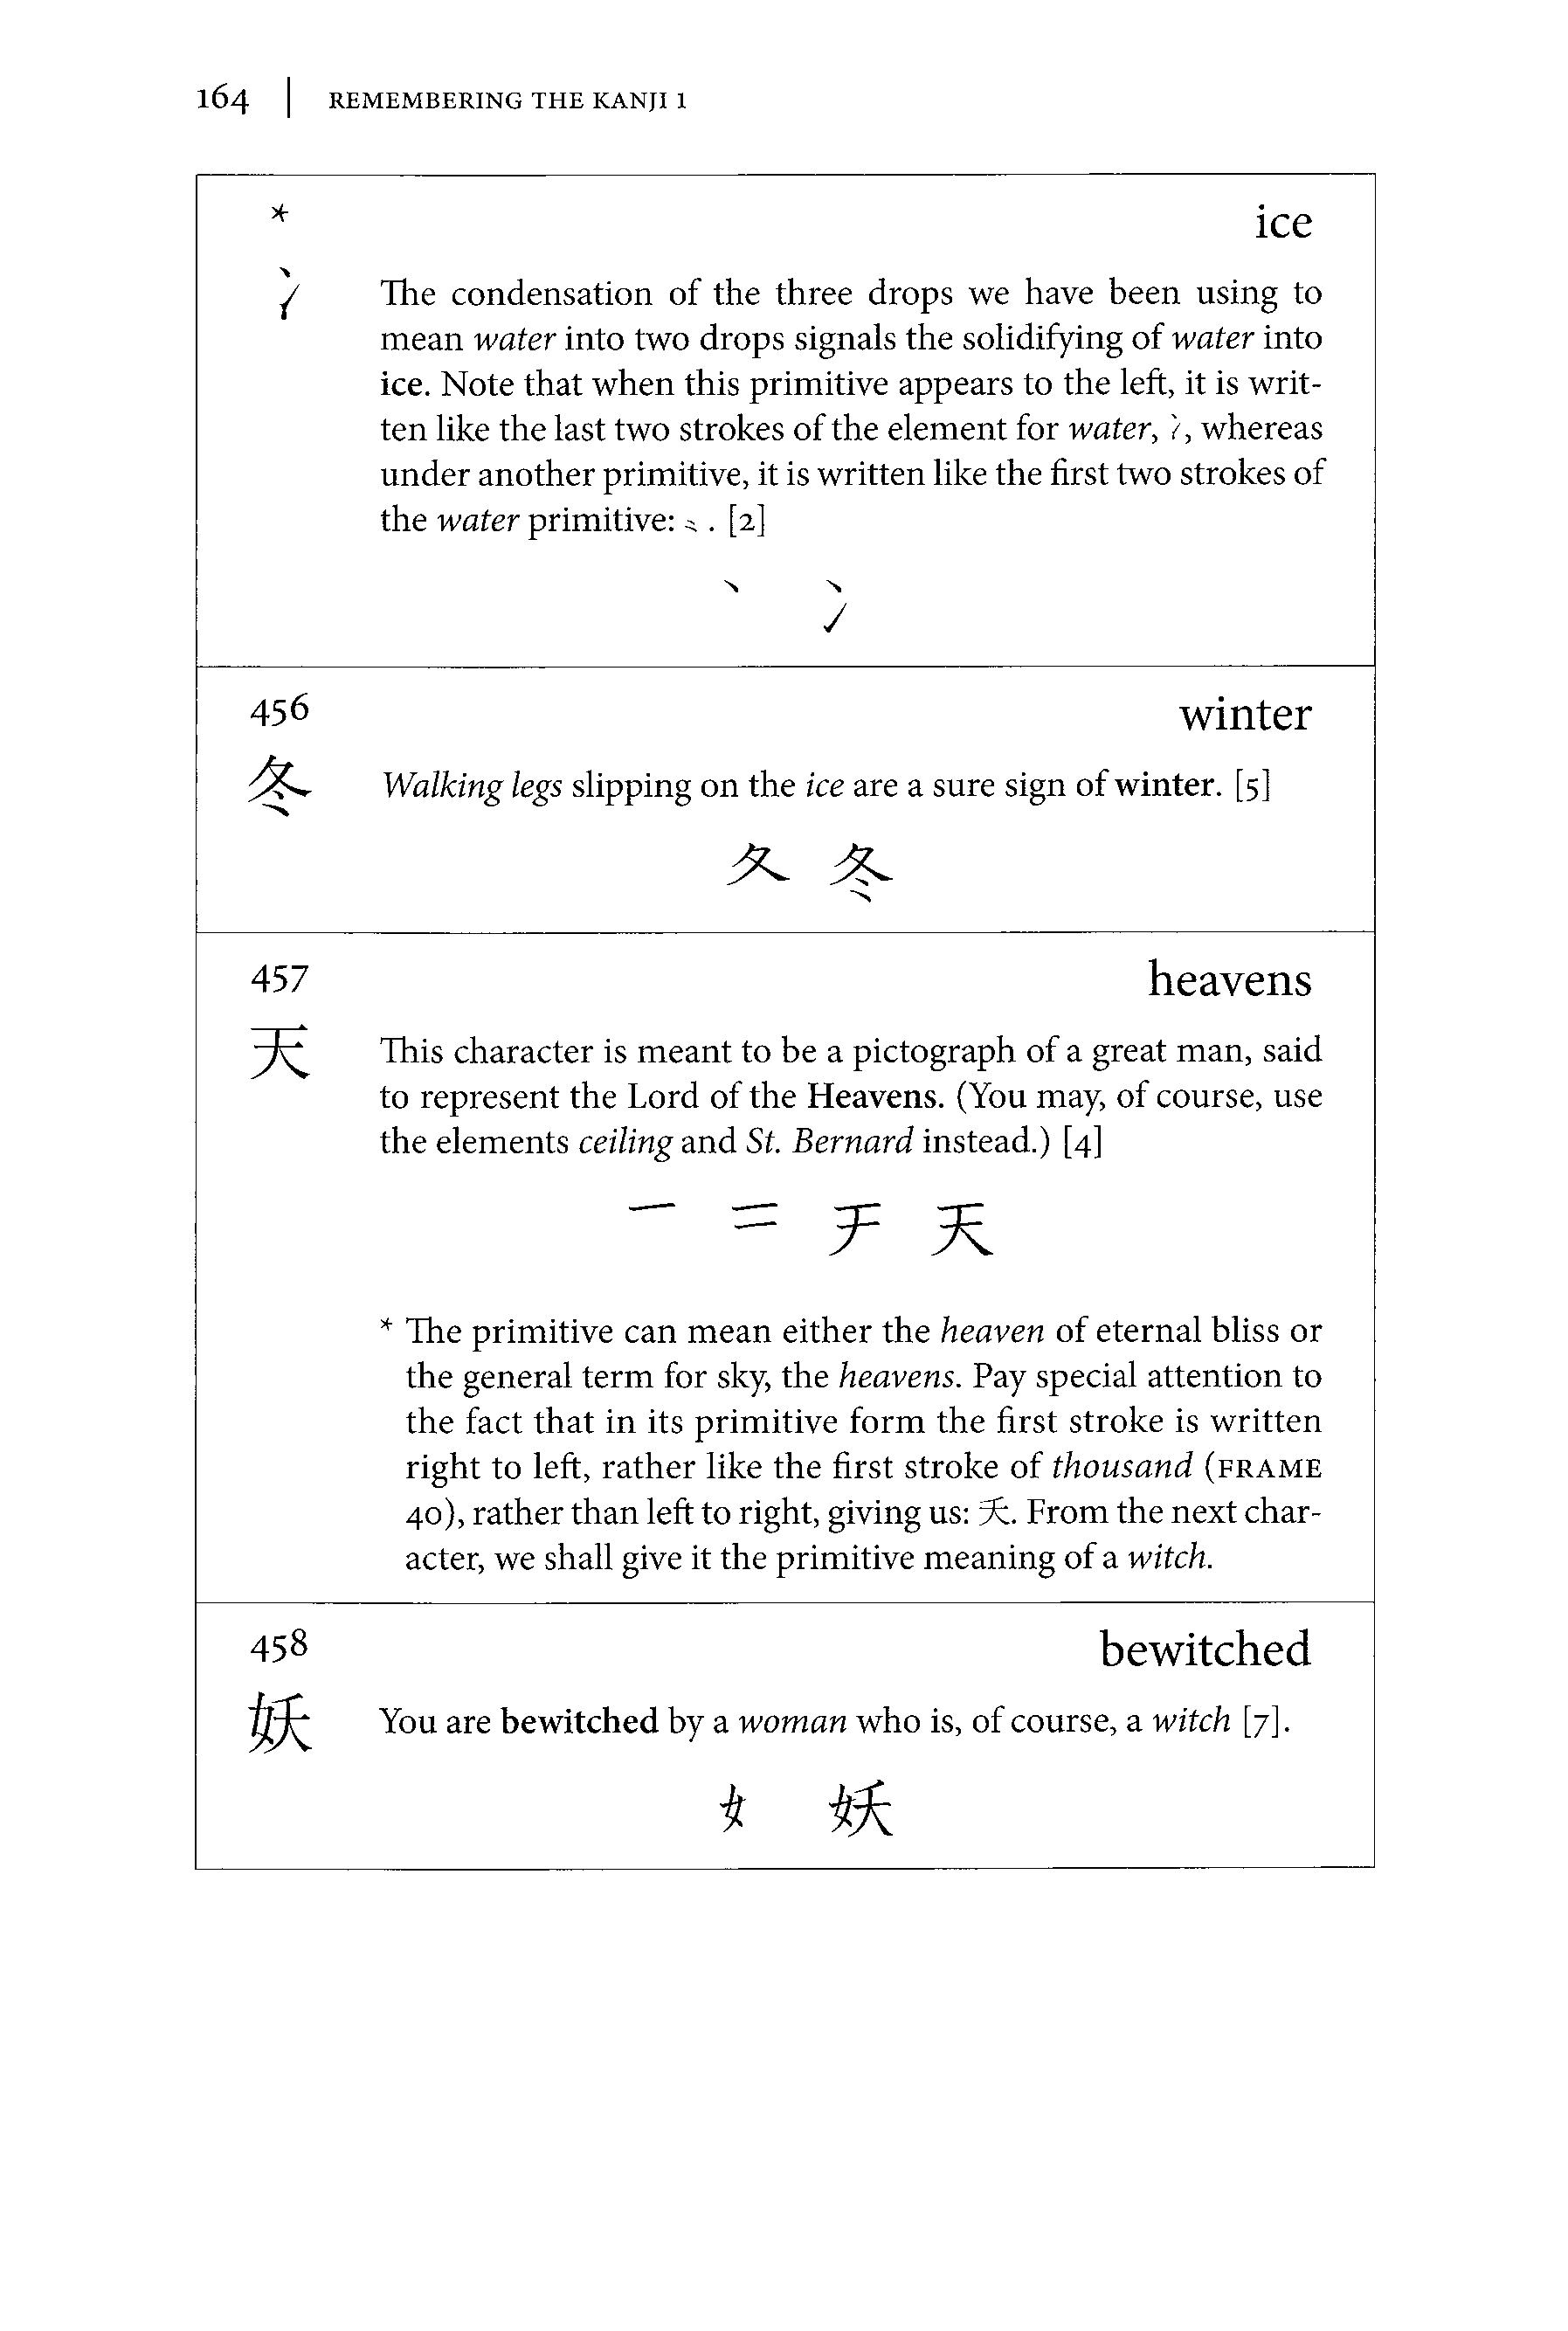 164 | REMEMBERING THE KANJI 1
* ice
冫 The condensation of the three drops we have been using to
mean water into two drops signals the solidifying of water into
ice. Note that when this primitive appears to the left, it is writ-
ten like the last two strokes of the element for water, 冫, whereas
under another primitive, it is written like the first two strokes of
the water primitive: ⺀. [2]
丶 冫
456 winter
冬 Walking legs slipping on the ice are a sure sign of winter. [5]
夂 冬
457 heavens
天 This character is meant to be a pictograph of a great man, said
to represent the Lord of the Heavens. (You may, of course, use
the elements ceiling and St. Bernard instead.) [4]
一 二 チ 天
* The primitive can mean either the heaven of eternal bliss or
the general term for sky, the heavens. Pay special attention to
the fact that in its primitive form the first stroke is written
right to left, rather like the first stroke of thousand (FRAME
40), rather than left to right, giving us: 夭. From the next char-
acter, we shall give it the primitive meaning of a witch.
458 bewitched
妖 You are bewitched by a woman who is, of course, a witch [7].
女 妖